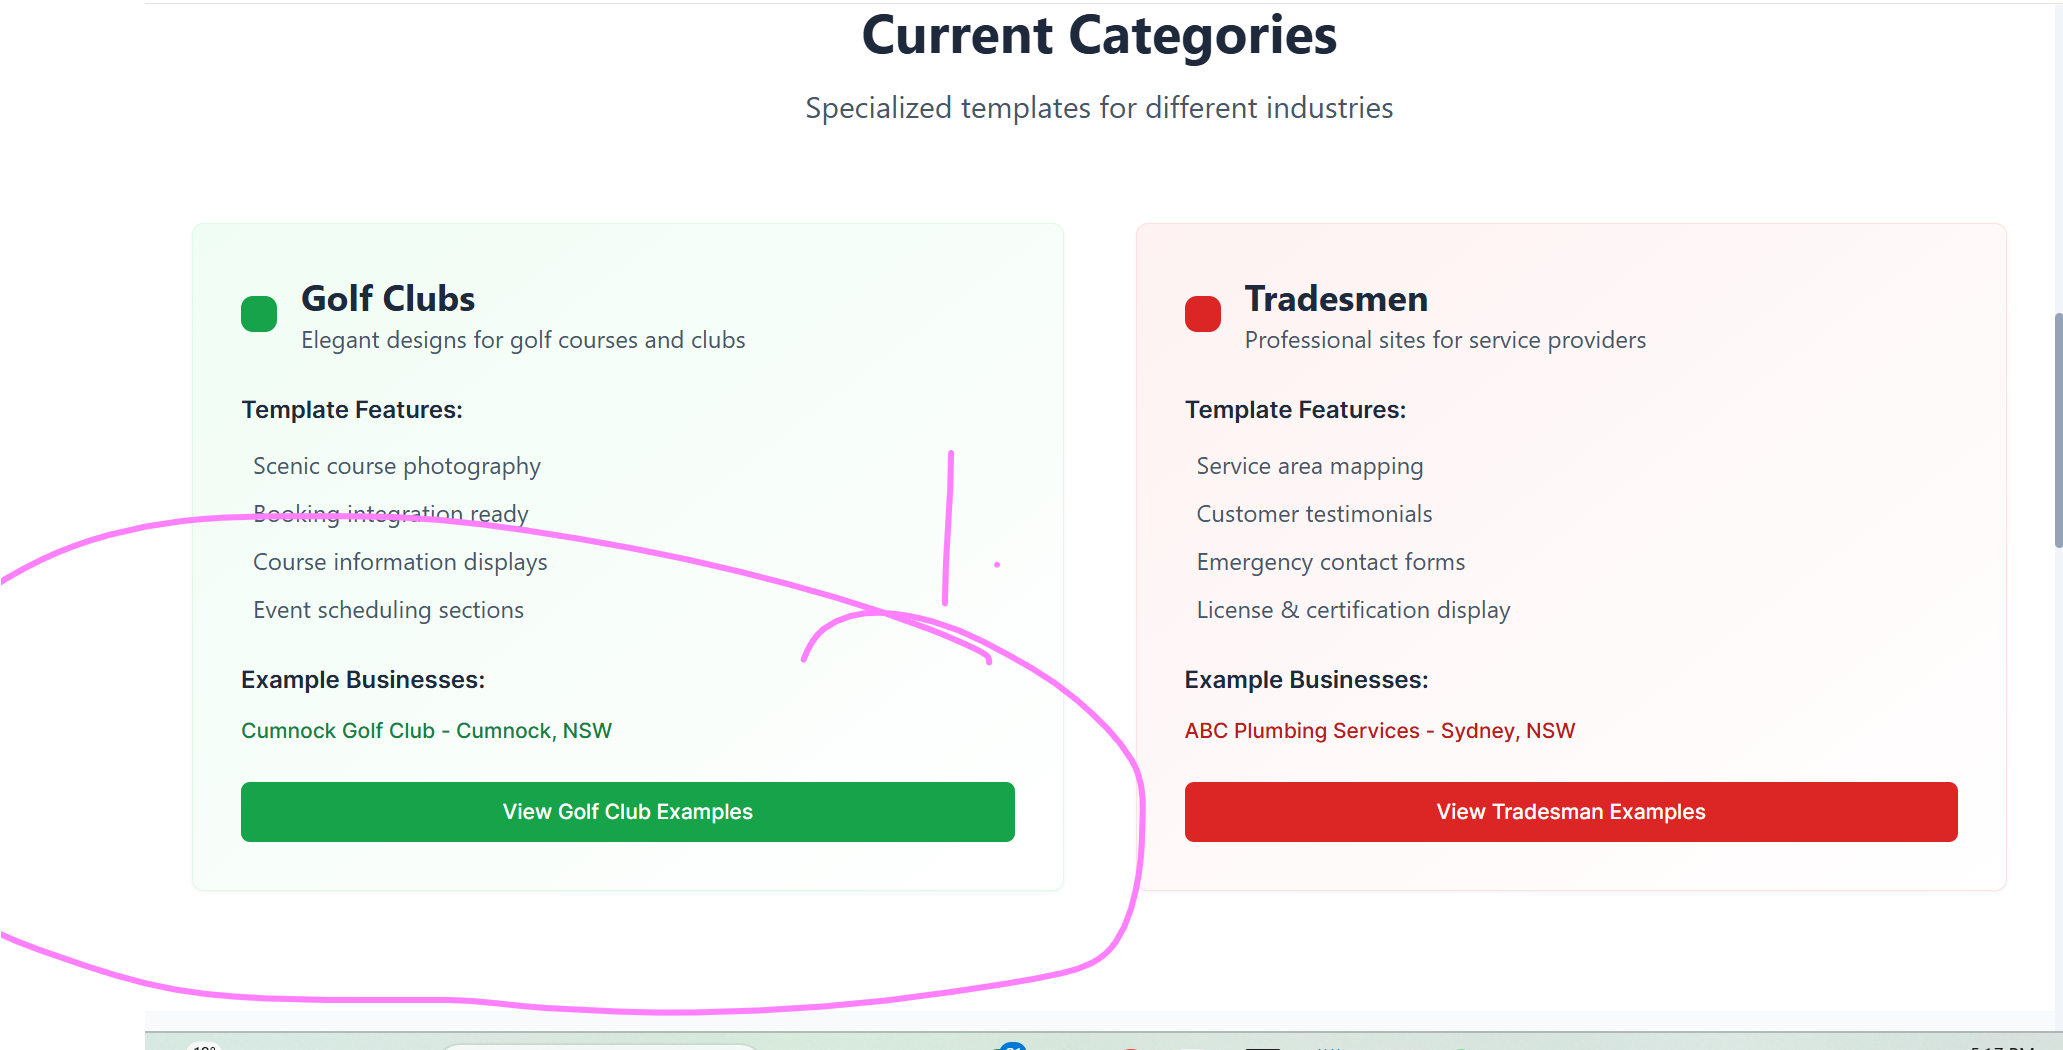 Current Categories
Specialized templates for different industries
Golf Clubs
Elegant designs for golf courses and clubs
Template Features:
Scenic course photography
Booking integration ready
Course information displays
Event scheduling sections
Example Businesses:
Cumnock Golf Club - Cumnock, NSW
View Golf Club Examples
Tradesmen
Professional sites for service providers
Template Features:
Service area mapping
Customer testimonials
Emergency contact forms
License & certification display
Example Businesses:
ABC Plumbing Services - Sydney, NSW
View Tradesman Examples